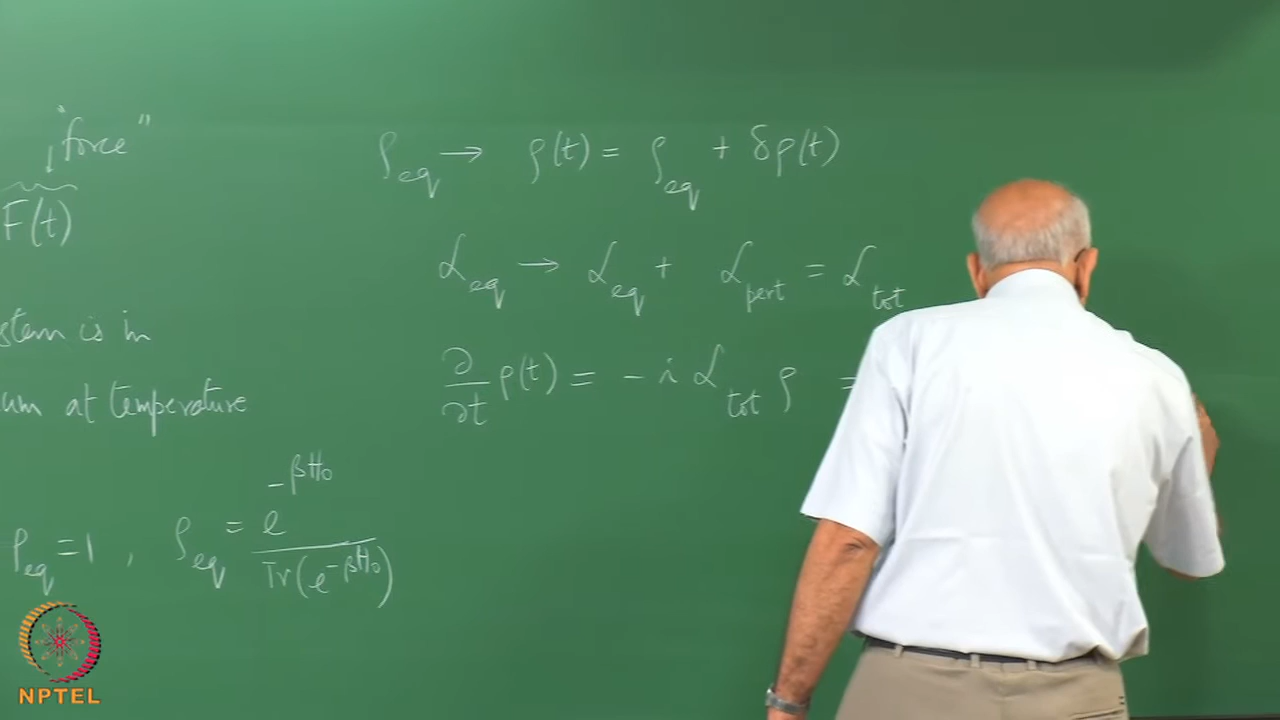 "force"
F(t)
stem is in
um at temperature
ρ_eq = 1 , ρ_eq = e^{-βH₀} / Tr(e^{-βH₀})
ρ_eq → ρ(t) = ρ_eq + δρ(t)
ℒ_eq → ℒ_eq + ℒ_pert = ℒ_tot
∂/∂t ρ(t) = - i ℒ_tot ρ =
NPTEL